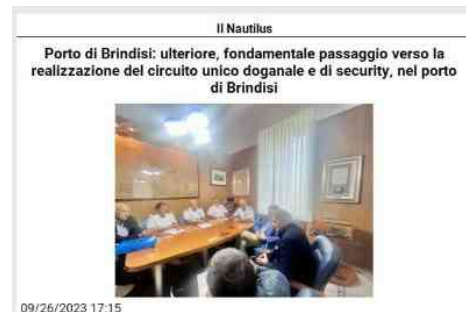 Il Nautilus
Porto di Brindisi: ulteriore, fondamentale passaggio verso la
realizzazione del circuito unico doganale e di security, nel porto
di Brindisi
09/26/2023 17:15